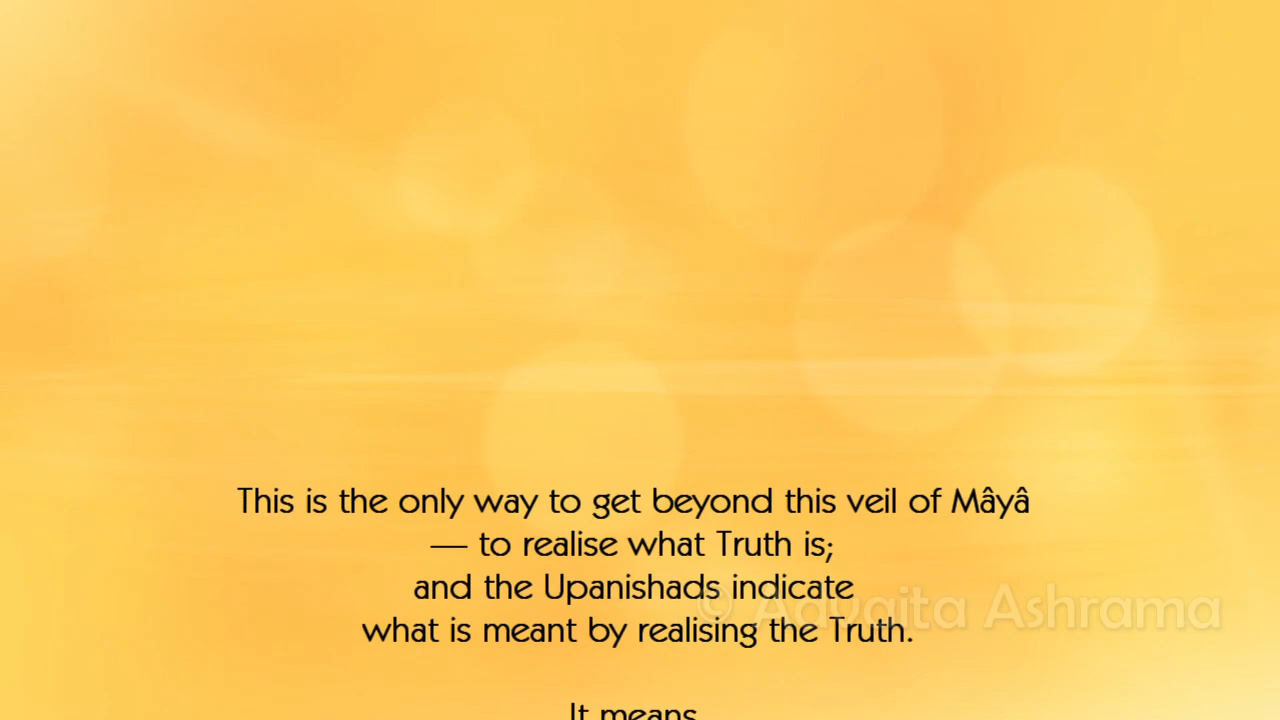 This is the only way to get beyond this veil of Mâyâ
— to realise what Truth is;
and the Upanishads indicate
© Advaita Ashrama
what is meant by realising the Truth.
It means